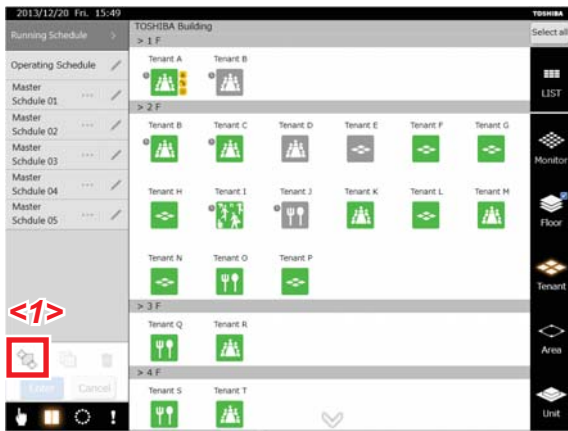 2013/12/20 Fri. 15:49
TOSHIBA
Running Schedule >
TOSHIBA Building
Select all
> 1 F
Operating Schedule
Tenant A Tenant B
LIST
Master
Schdule 01 ...
> 2 F
Master
Schdule 02 ...
Tenant B Tenant C Tenant D Tenant E Tenant F Tenant G
Monitor
Master
Schdule 03 ...
Master
Schdule 04 ...
Tenant H Tenant I Tenant J Tenant K Tenant L Tenant M
Master
Schdule 05 ...
Floor
Tenant N Tenant O Tenant P
Tenant
<1>
> 3 F
Tenant Q Tenant R
Area
> 4 F
Enter Cancel
Tenant S Tenant T
Unit